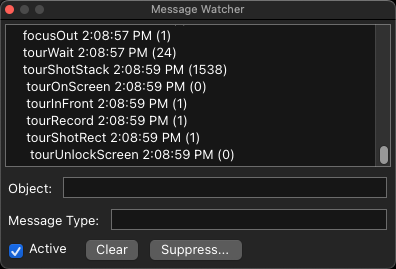 Message Watcher
focusOut 2:08:57 PM (1)
tourWait 2:08:57 PM (24)
tourShotStack 2:08:59 PM (1538)
tourOnScreen 2:08:59 PM (0)
tourInFront 2:08:59 PM (1)
tourRecord 2:08:59 PM (1)
tourShotRect 2:08:59 PM (1)
tourUnlockScreen 2:08:59 PM (0)
Object:
Message Type:
Active Clear Suppress...